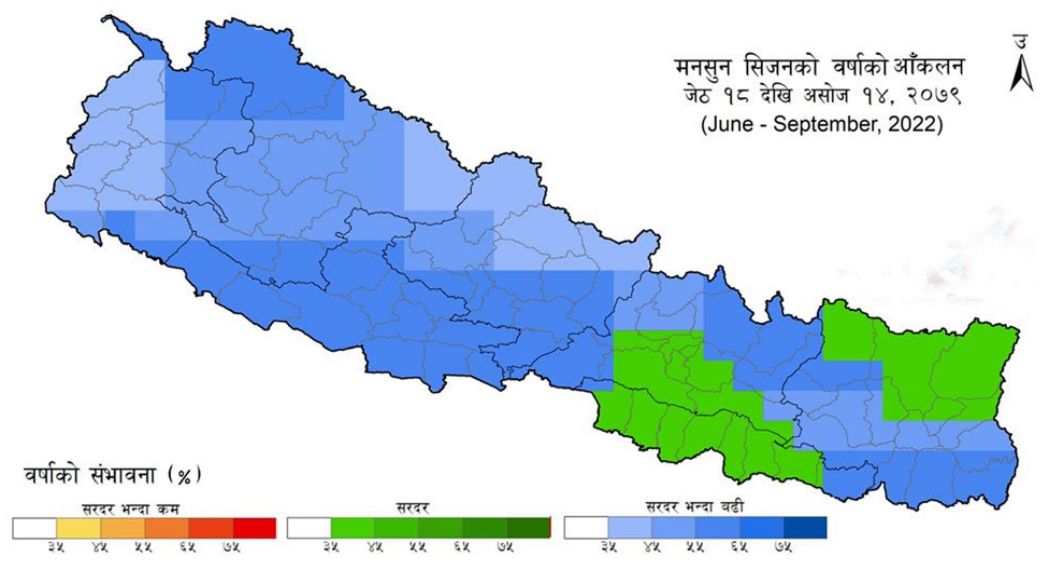 उ
मनसुन सिजनको वर्षाको आँकलन
जेठ १८ देखि असोज १४, २०७९
(June - September, 2022)
वर्षाको संभावना (%)
सरदर भन्दा कम
३५ ४५ ५५ ६५ ७५
सरदर
३५ ४५ ५५ ६५ ७५
सरदर भन्दा बढी
३५ ४५ ५५ ६५ ७५